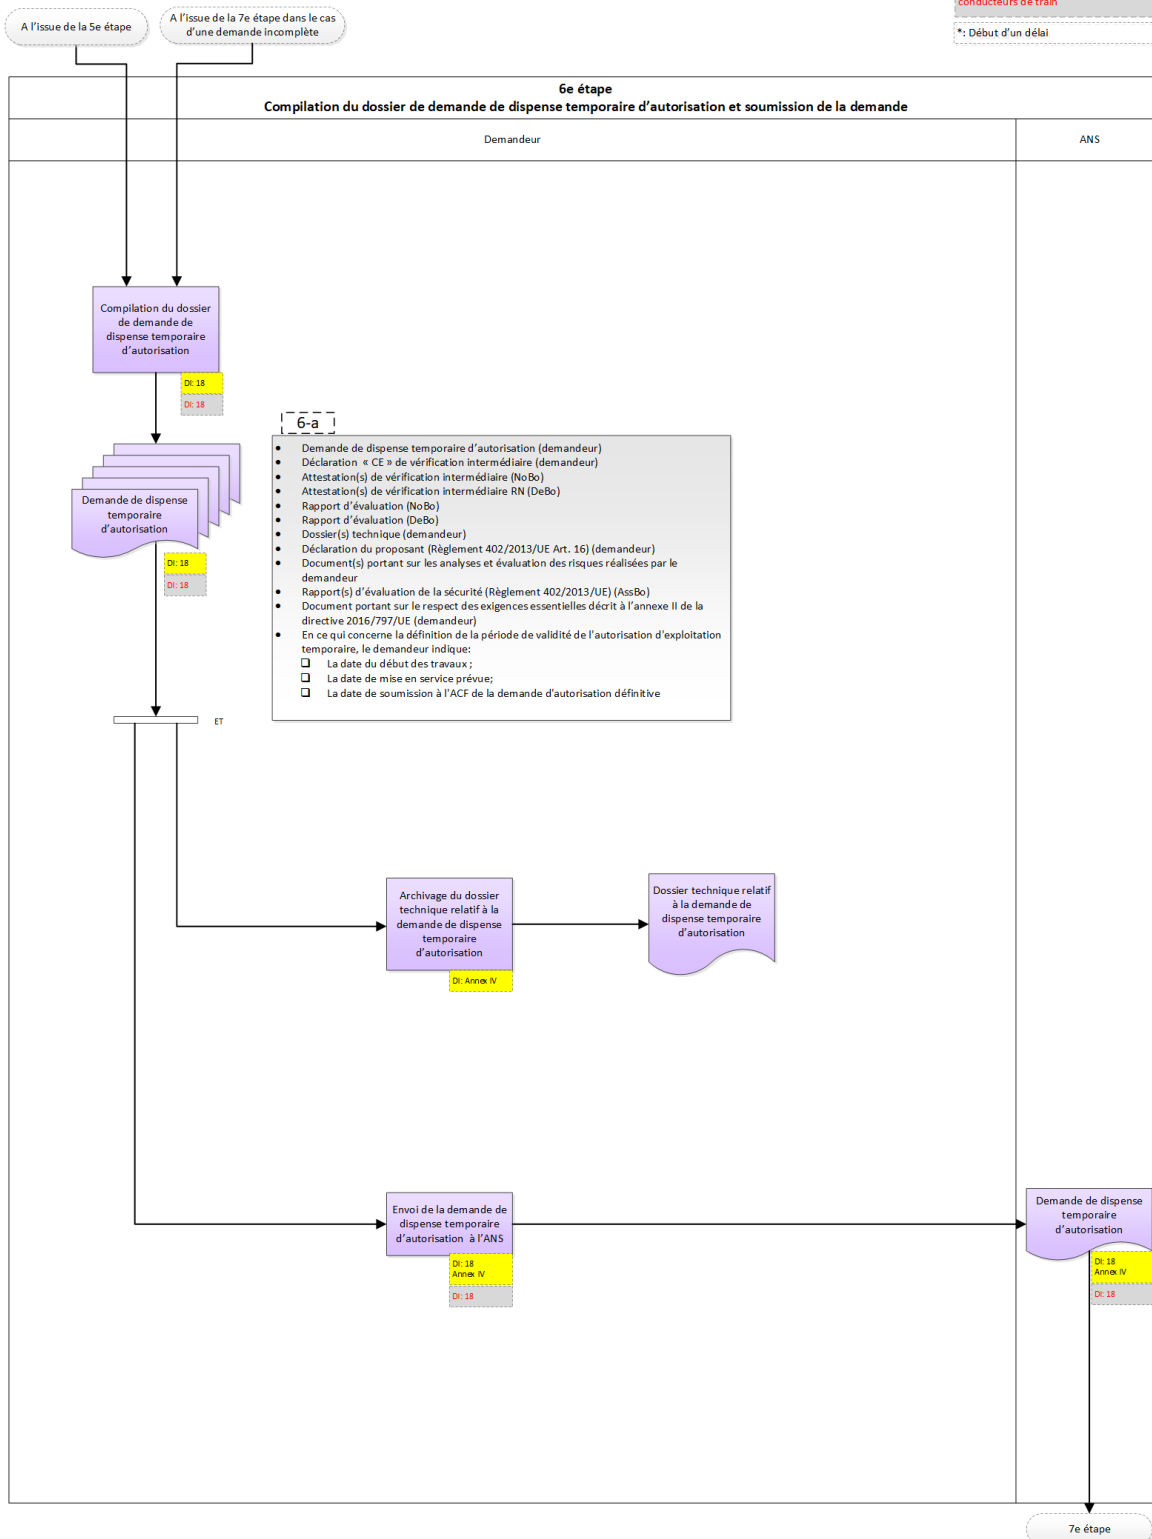 conducteurs de train
*: Début d'un délai
A l'issue de la 5e étape
A l'issue de la 7e étape dans le cas
d'une demande incomplète
6e étape
Compilation du dossier de demande de dispense temporaire d'autorisation et soumission de la demande
Demandeur
ANS
Compilation du dossier
de demande de
dispense temporaire
d'autorisation
DI: 18
DI: 18
Demande de dispense
temporaire
d'autorisation
DI: 18
DI: 18
6-a
• Demande de dispense temporaire d'autorisation (demandeur)
• Déclaration « CE » de vérification intermédiaire (demandeur)
• Attestation(s) de vérification intermédiaire (NoBo)
• Attestation(s) de vérification intermédiaire RN (DeBo)
• Rapport d'évaluation (NoBo)
• Rapport d'évaluation (DeBo)
• Dossier(s) technique (demandeur)
• Déclaration du proposant (Règlement 402/2013/UE Art. 16) (demandeur)
• Document(s) portant sur les analyses et évaluation des risques réalisées par le
demandeur
• Rapport(s) d'évaluation de la sécurité (Règlement 402/2013/UE) (AssBo)
• Document portant sur le respect des exigences essentielles décrit à l'annexe II de la
directive 2016/797/UE (demandeur)
• En ce qui concerne la définition de la période de validité de l'autorisation d'exploitation
temporaire, le demandeur indique:
❑ La date du début des travaux ;
❑ La date de mise en service prévue;
❑ La date de soumission à l'ACF de la demande d'autorisation définitive
ET
Archivage du dossier
technique relatif à la
demande de dispense
temporaire
d'autorisation
DI: Annex IV
Dossier technique relatif
à la demande de
dispense temporaire
d'autorisation
Envoi de la demande de
dispense temporaire
d'autorisation à l'ANS
DI: 18
Annex IV
DI: 18
Demande de dispense
temporaire
d'autorisation
DI: 18
Annex IV
DI: 18
7e étape